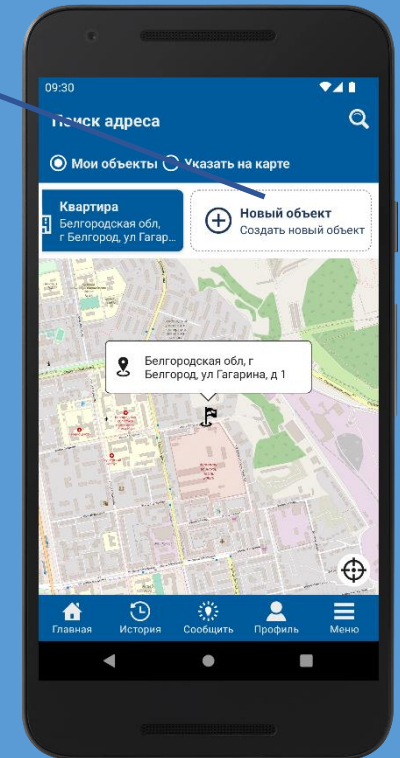 09:30
Поиск адреса
Мои объекты Указать на карте
Квартира
Белгородская обл,
г Белгород, ул Гагар...
Новый объект
Создать новый объект
Белгородская обл, г
Белгород, ул Гагарина, д 1
Главная История Сообщить Профиль Меню